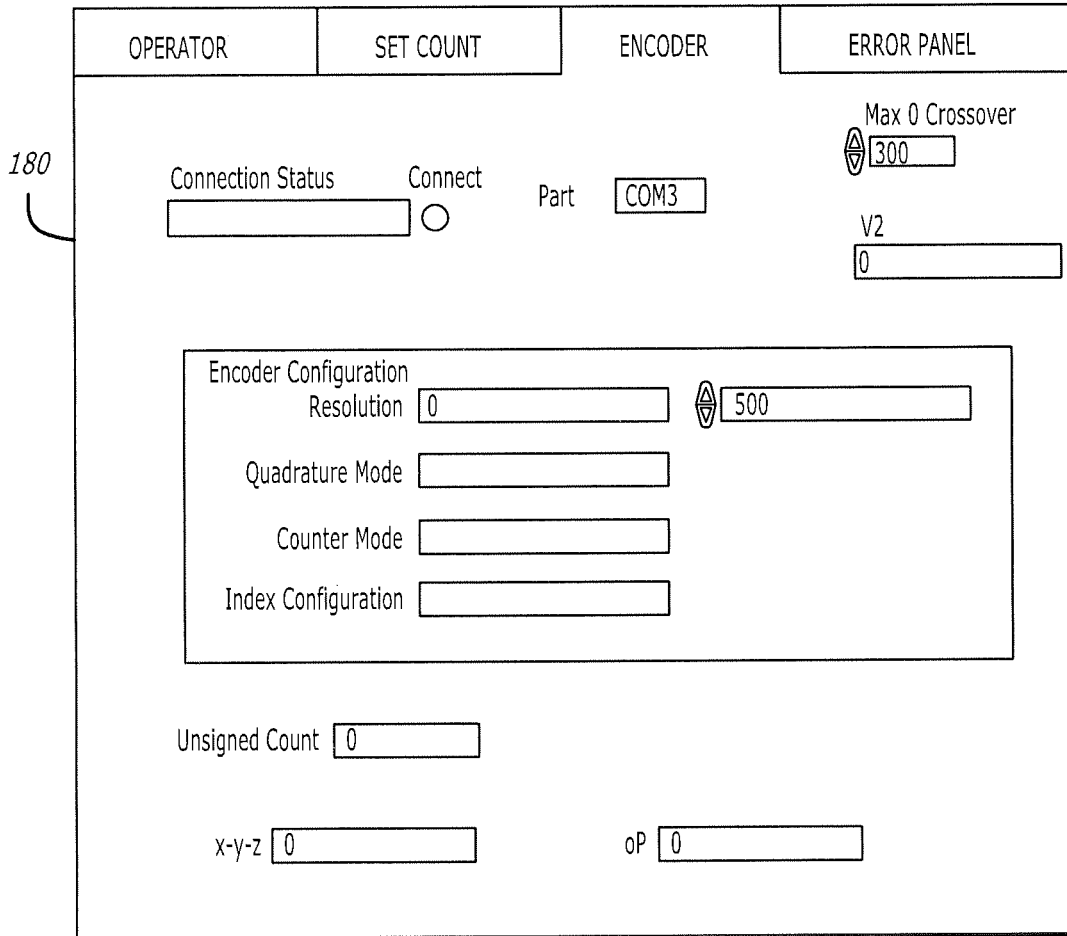 OPERATOR SET COUNT ENCODER ERROR PANEL
Max 0 Crossover
300
180
Connection Status Connect
Part COM3
V2
0
Encoder Configuration
Resolution 0 500
Quadrature Mode
Counter Mode
Index Configuration
Unsigned Count 0
x-y-z 0 oP 0